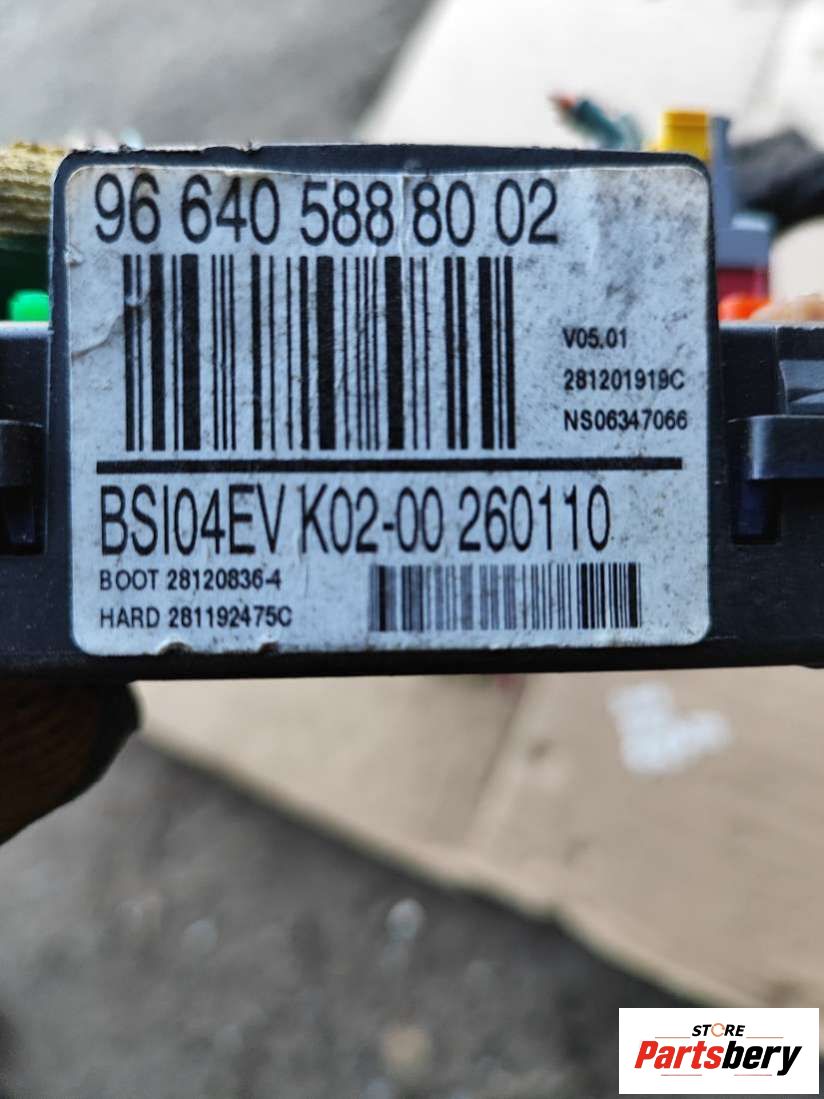 96 640 588 80 02
V05.01
281201919C
NS06347066
BSI04EV K02-00 260110
BOOT 28120836-4
HARD 281192475C
STORE
Partsbery